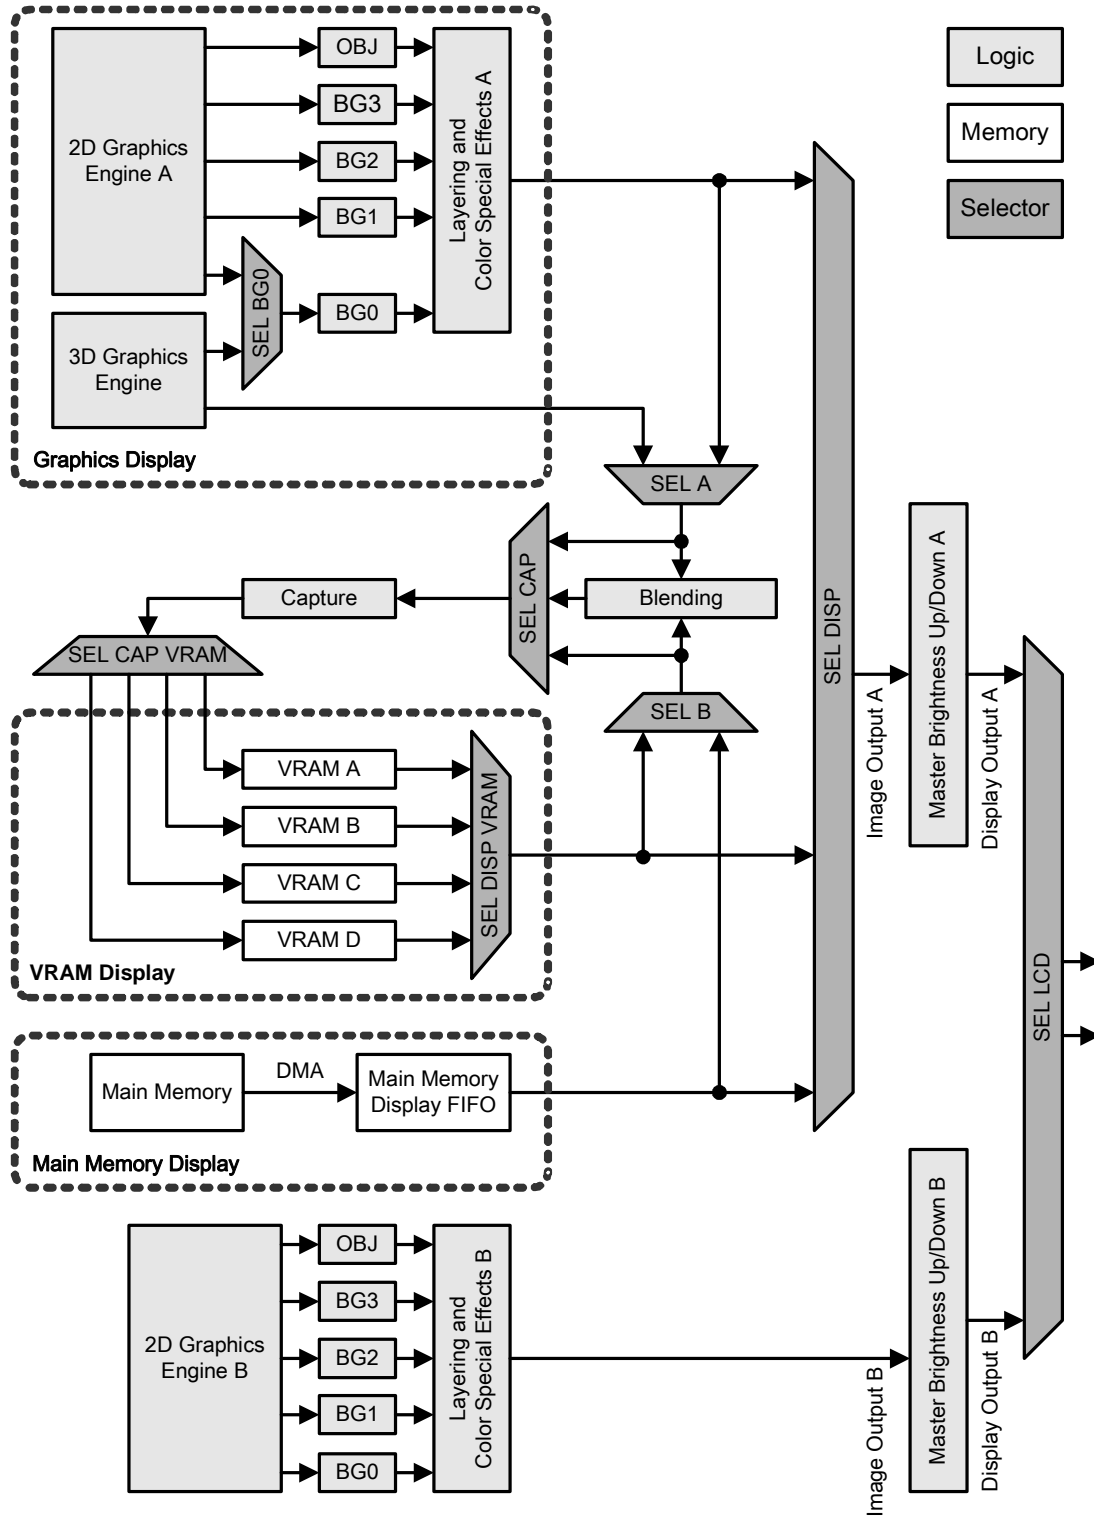 OBJ
BG3
BG2
BG1
BG0
2D Graphics
Engine A
3D Graphics
Engine
SEL BG0
Layering and
Color Special Effects A
Graphics Display
Logic
Memory
Selector
SEL A
SEL CAP
Capture
Blending
SEL CAP VRAM
SEL B
SEL DISP
VRAM A
VRAM B
VRAM C
VRAM D
SEL DISP VRAM
VRAM Display
Image Output A
Master Brightness Up/Down A
Display Output A
SEL LCD
Main Memory
DMA
Main Memory
Display FIFO
Main Memory Display
2D Graphics
Engine B
OBJ
BG3
BG2
BG1
BG0
Layering and
Color Special Effects B
Image Output B
Master Brightness Up/Down B
Display Output B